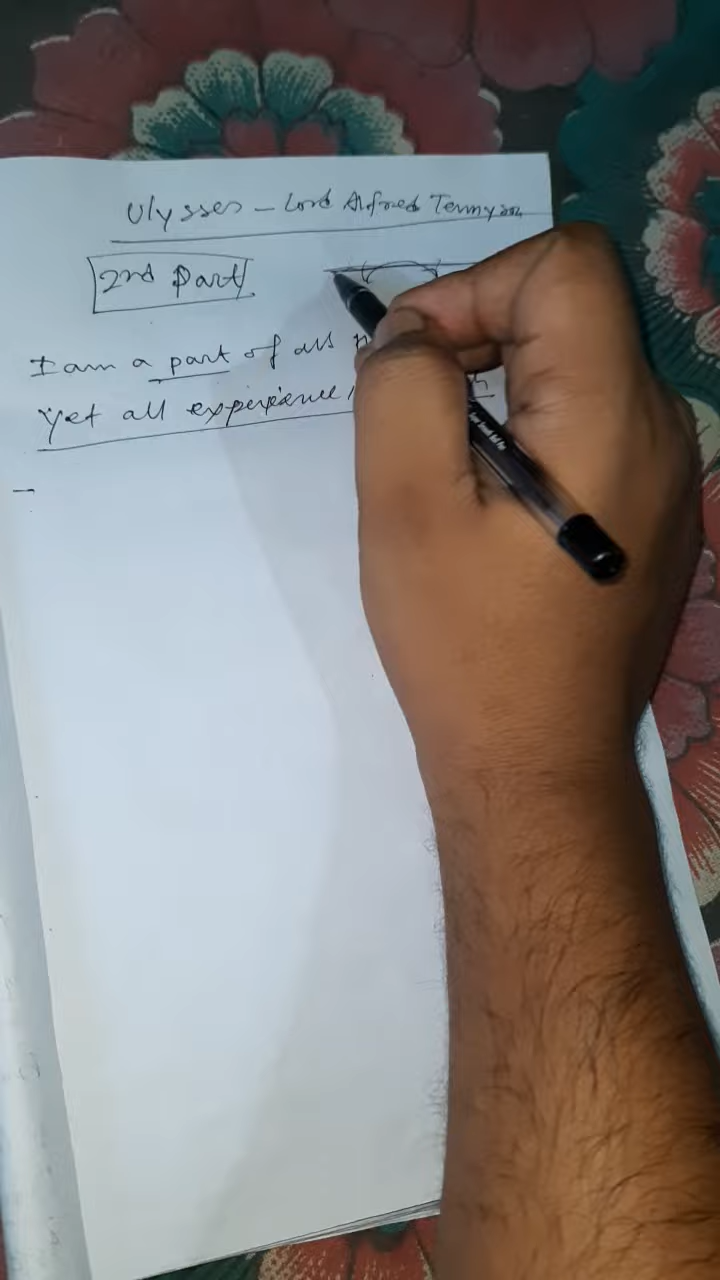 Ulysses – Lord Alfred Tennyson
2nd Part
I am a part of all
Yet all experience